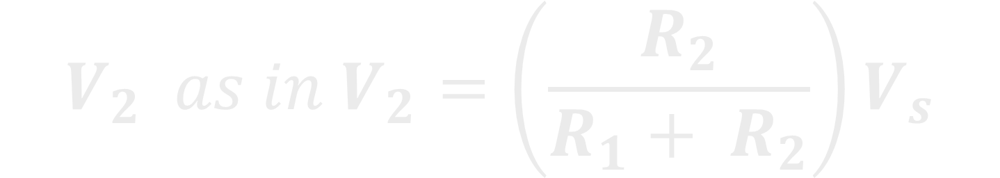 V₂ as in V₂ = (R₂ / (R₁ + R₂)) Vₛ